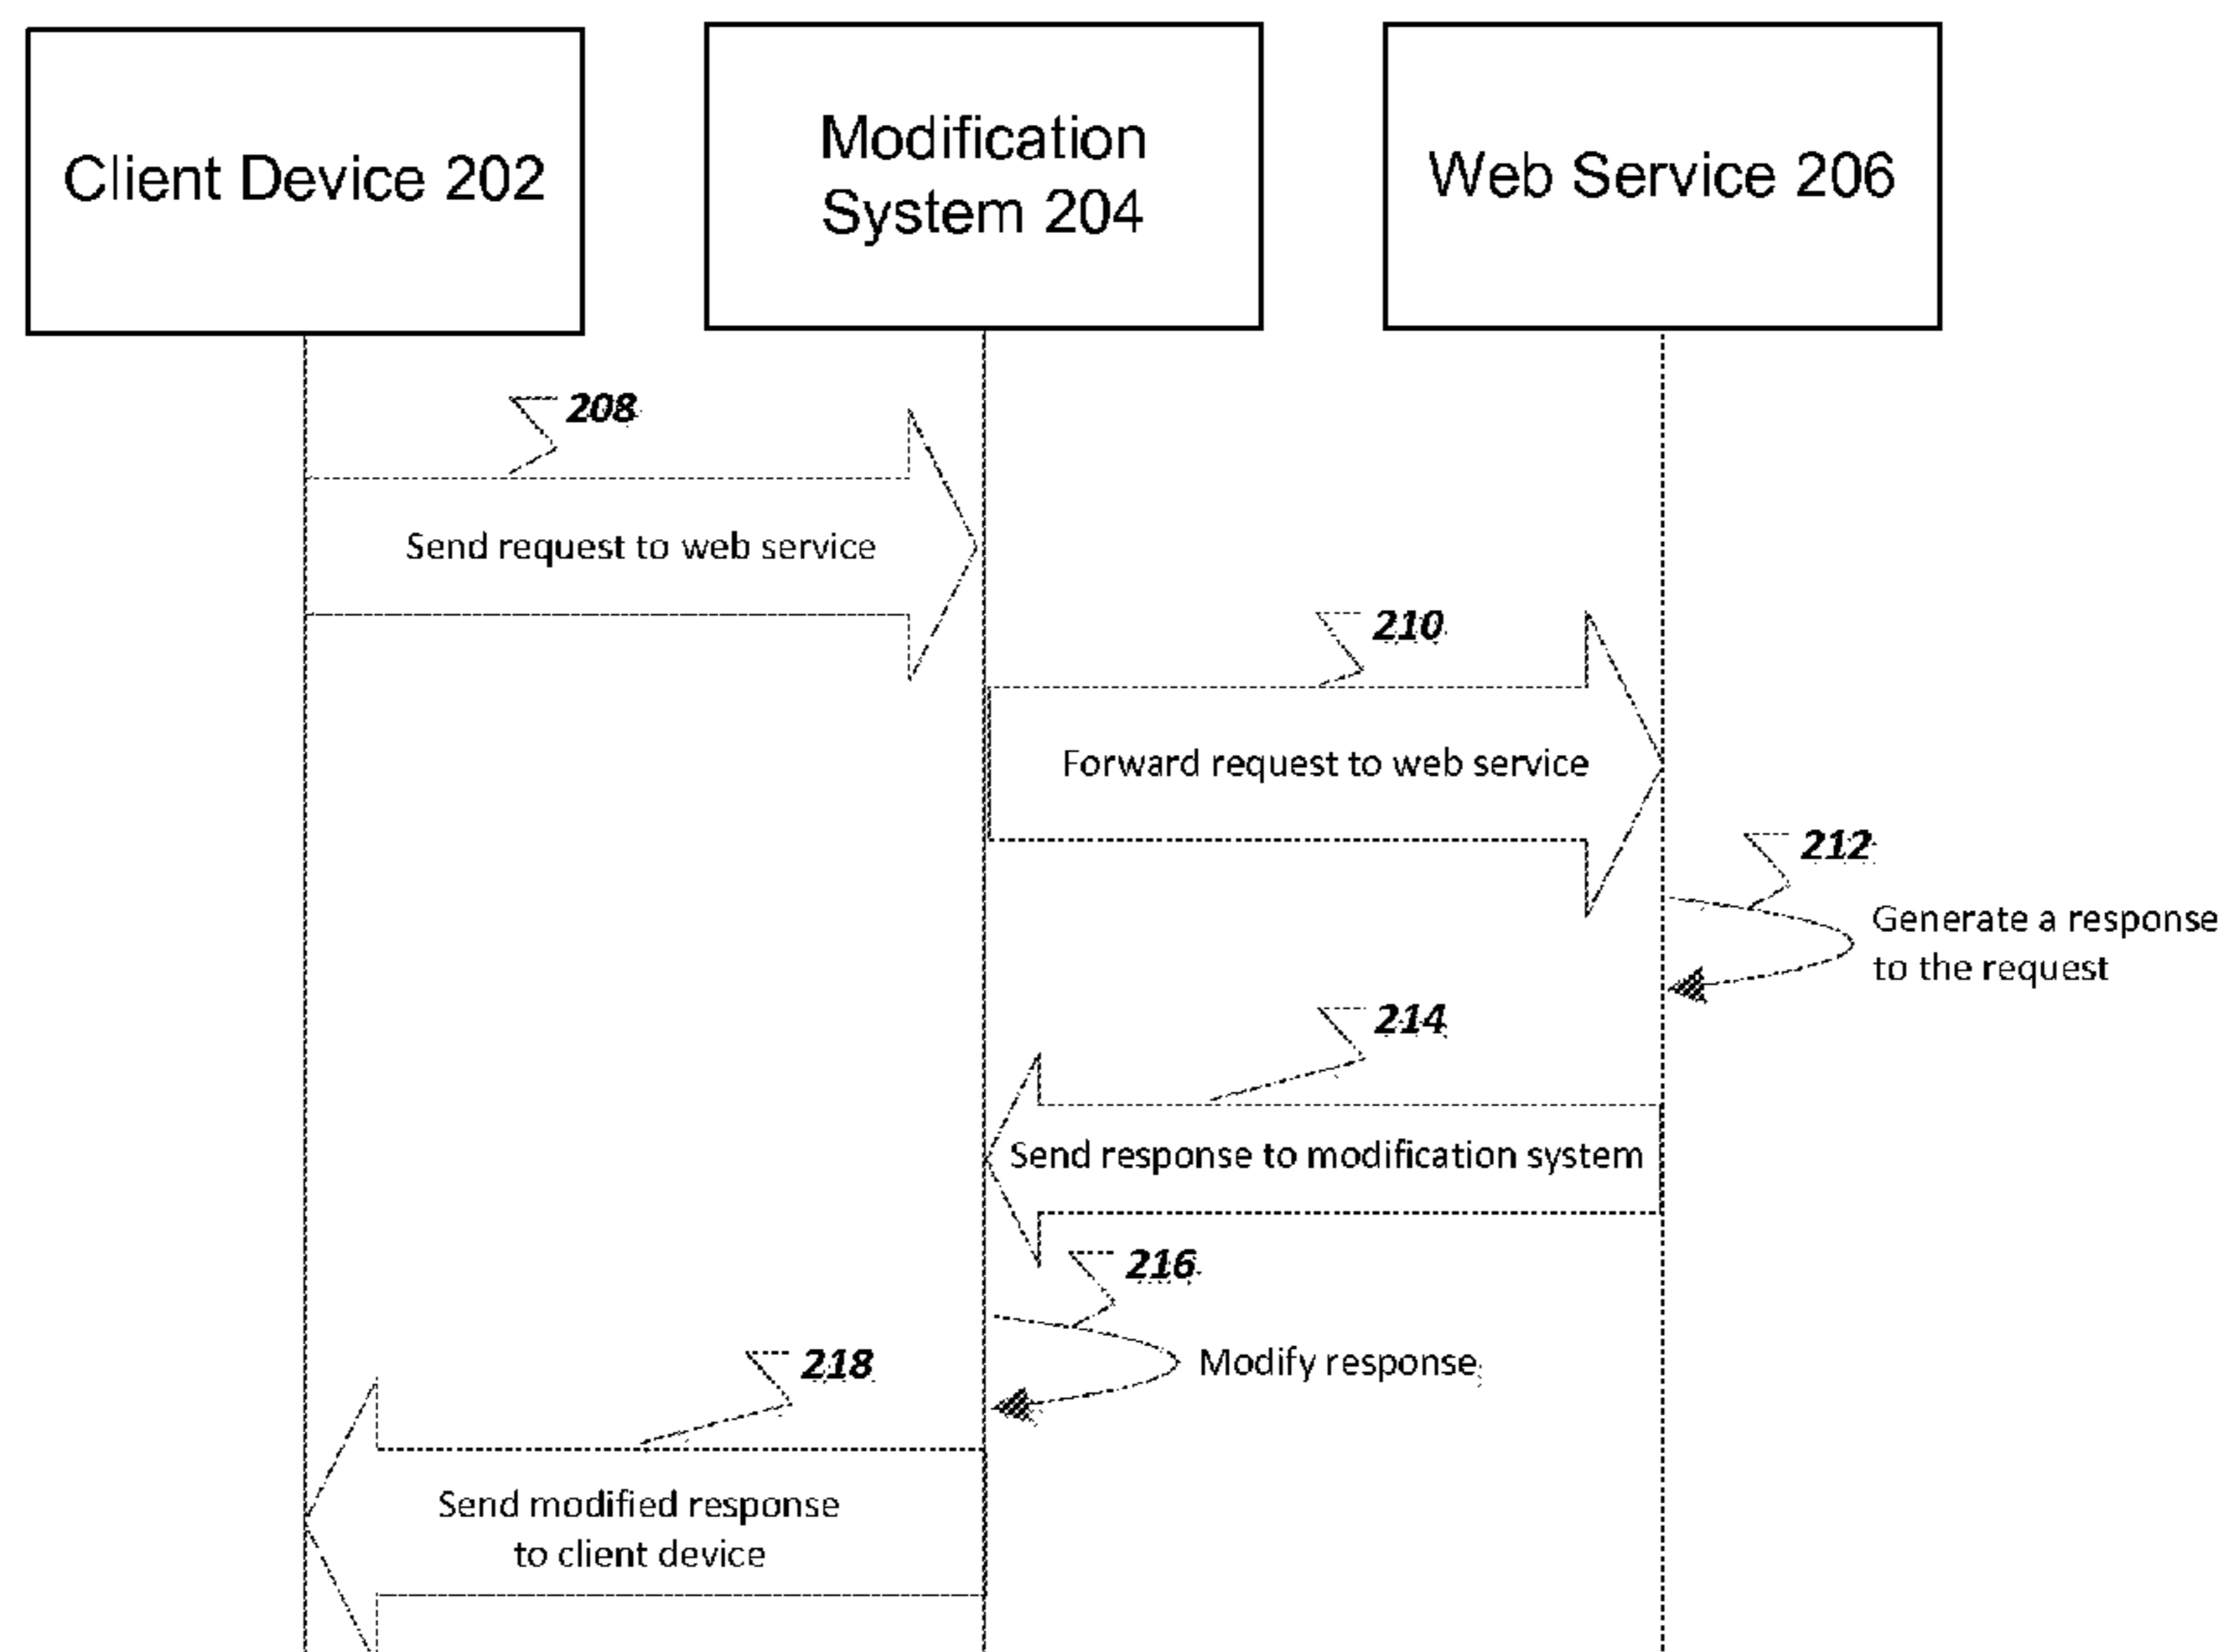 Client Device 202
Modification
System 204
Web Service 206
208
Send request to web service
210
Forward request to web service
212
Generate a response
to the request
214
Send response to modification system
216
Modify response
218
Send modified response
to client device